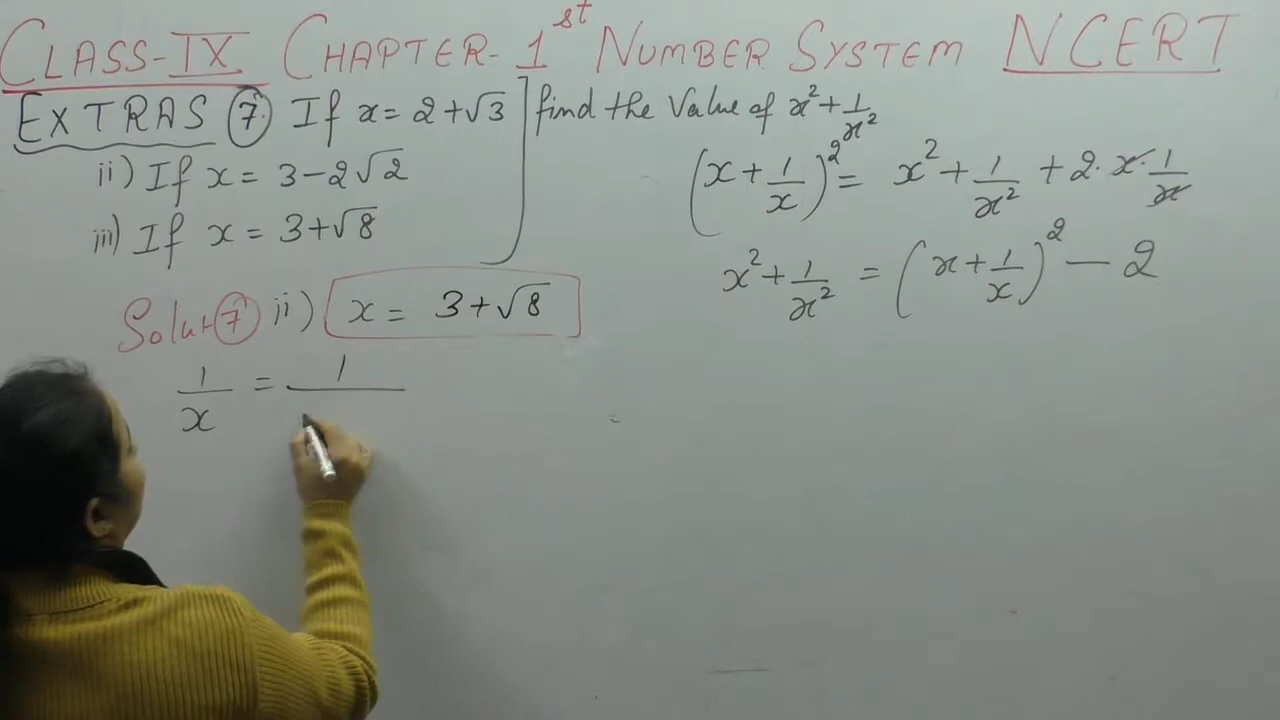 CLASS-IX CHAPTER-1st NUMBER SYSTEM NCERT
EXTRAS 7. If x = 2+√3 ] find the Value of x²+1/x²
ii) If x = 3-2√2
iii) If x = 3+√8
(x+1/x)² = x²+1/x²+2·x·1/x
x²+1/x² = (x+1/x)² - 2
Solut 7 ii) x = 3+√8
1/x = 1/